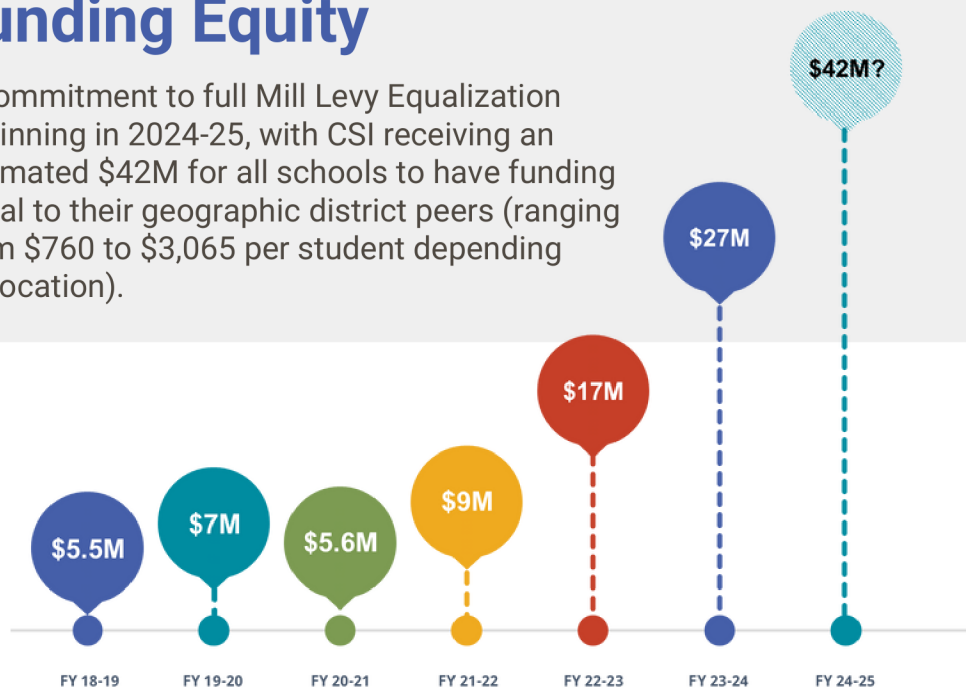 unding Equity
ommitment to full Mill Levy Equalization
inning in 2024-25, with CSI receiving an
mated $42M for all schools to have funding
al to their geographic district peers (ranging
m $760 to $3,065 per student depending
ocation).
$42M?
$27M
$17M
$9M
$7M
$5.6M
$5.5M
FY 18-19 FY 19-20 FY 20-21 FY 21-22 FY 22-23 FY 23-24 FY 24-25